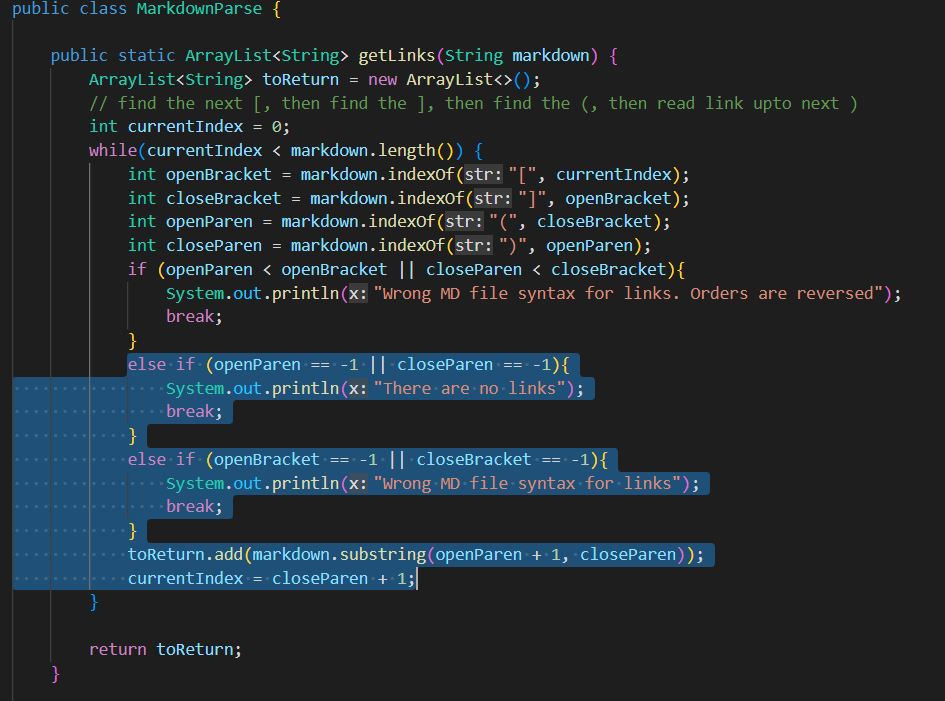 public class MarkdownParse {
public static ArrayList<String> getLinks(String markdown) {
ArrayList<String> toReturn = new ArrayList<>();
// find the next [, then find the ], then find the (, then read link upto next )
int currentIndex = 0;
while(currentIndex < markdown.length()) {
int openBracket = markdown.indexOf(str: "[", currentIndex);
int closeBracket = markdown.indexOf(str: "]", openBracket);
int openParen = markdown.indexOf(str: "(", closeBracket);
int closeParen = markdown.indexOf(str: ")", openParen);
if (openParen < openBracket || closeParen < closeBracket){
System.out.println(x: "Wrong MD file syntax for links. Orders are reversed");
break;
}
else if (openParen == -1 || closeParen == -1){
System.out.println(x: "There are no links");
break;
}
else if (openBracket == -1 || closeBracket == -1){
System.out.println(x: "Wrong MD file syntax for links");
break;
}
toReturn.add(markdown.substring(openParen + 1, closeParen));
currentIndex = closeParen + 1;
}
return toReturn;
}